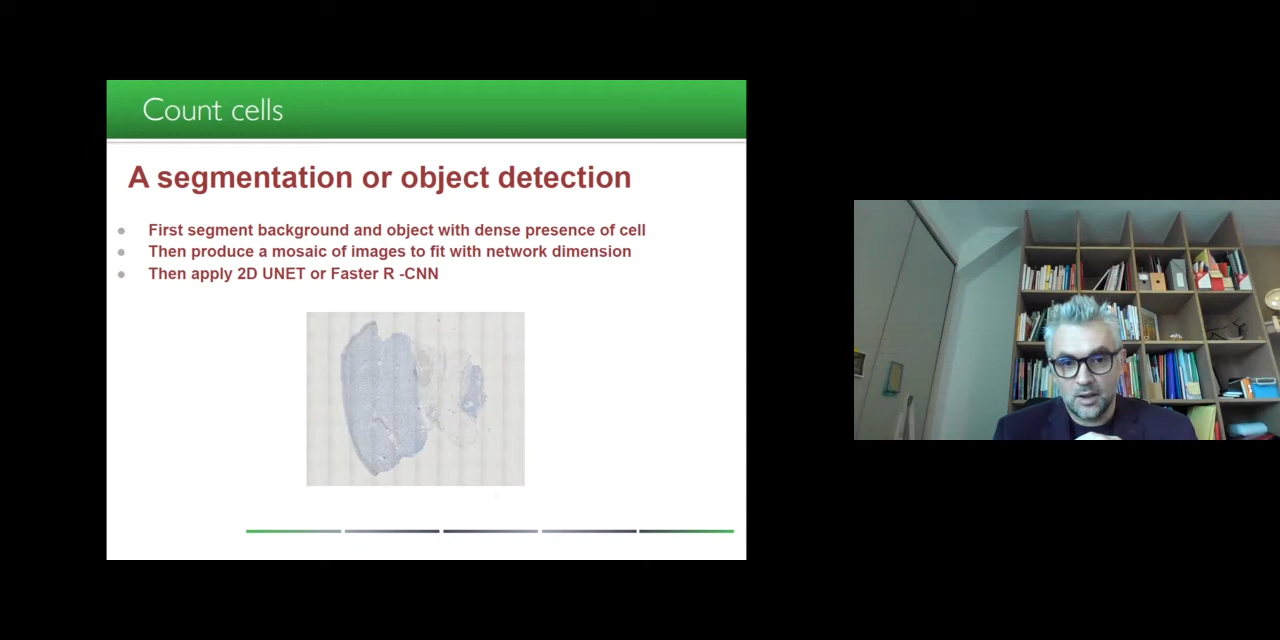 Count cells
A segmentation or object detection
First segment background and object with dense presence of cell
Then produce a mosaic of images to fit with network dimension
Then apply 2D UNET or Faster R -CNN